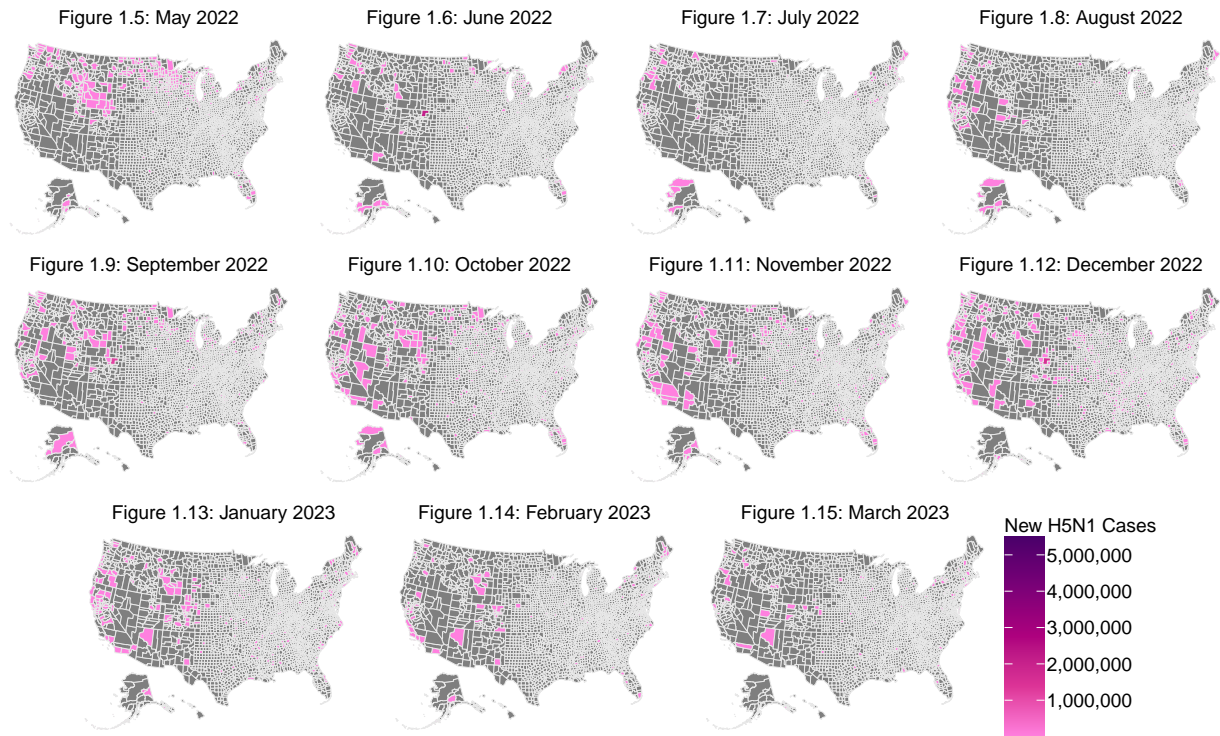 Figure 1.5: May 2022
Figure 1.6: June 2022
Figure 1.7: July 2022
Figure 1.8: August 2022
Figure 1.9: September 2022
Figure 1.10: October 2022
Figure 1.11: November 2022
Figure 1.12: December 2022
Figure 1.13: January 2023
Figure 1.14: February 2023
Figure 1.15: March 2023
New H5N1 Cases
5,000,000
4,000,000
3,000,000
2,000,000
1,000,000